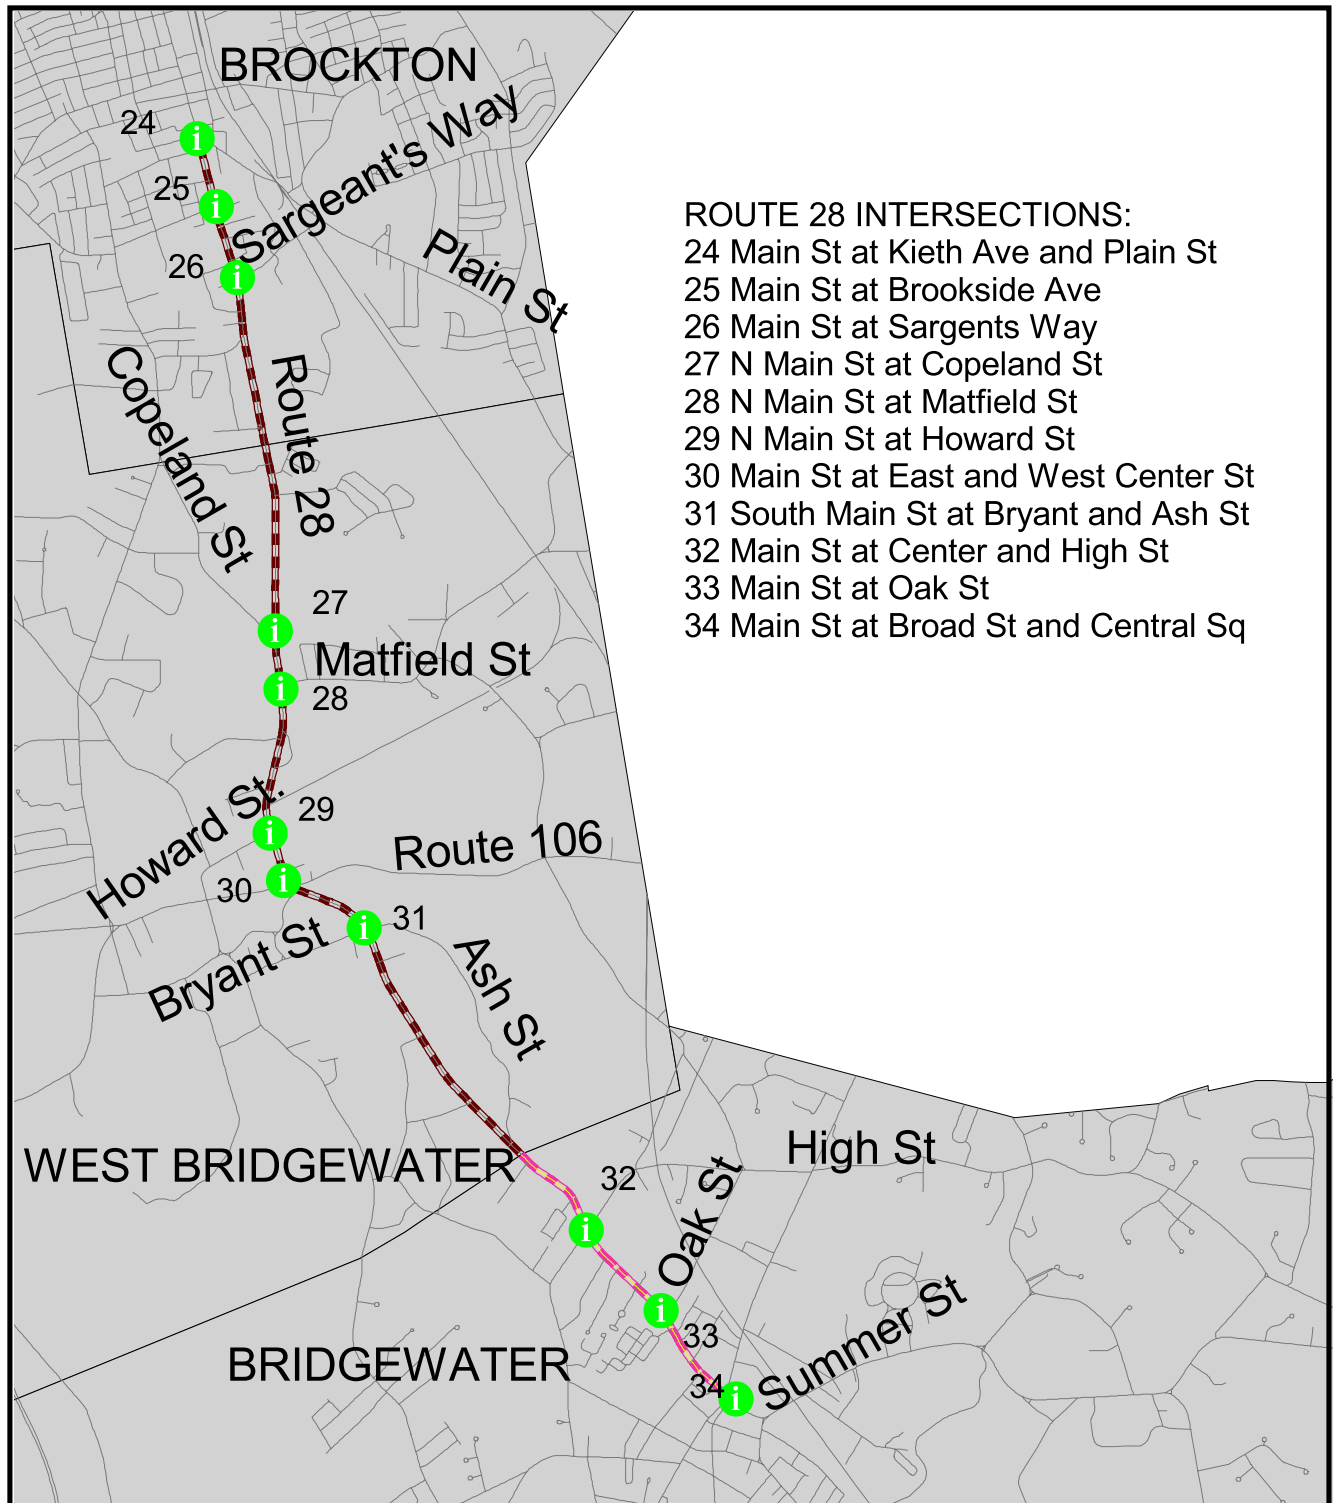 BROCKTON
24
Sargeant's Way
25
26
Plain St
ROUTE 28 INTERSECTIONS:
24 Main St at Kieth Ave and Plain St
25 Main St at Brookside Ave
26 Main St at Sargents Way
27 N Main St at Copeland St
28 N Main St at Matfield St
29 N Main St at Howard St
30 Main St at East and West Center St
31 South Main St at Bryant and Ash St
32 Main St at Center and High St
33 Main St at Oak St
34 Main St at Broad St and Central Sq
Copeland St
Route 28
27
Matfield St
28
Howard St.
29
Route 106
30
31
Bryant St
Ash St
WEST BRIDGEWATER
High St
32
Oak St
33
Summer St
BRIDGEWATER
34
i
i
i
i
i
i
i
i
i
i
i